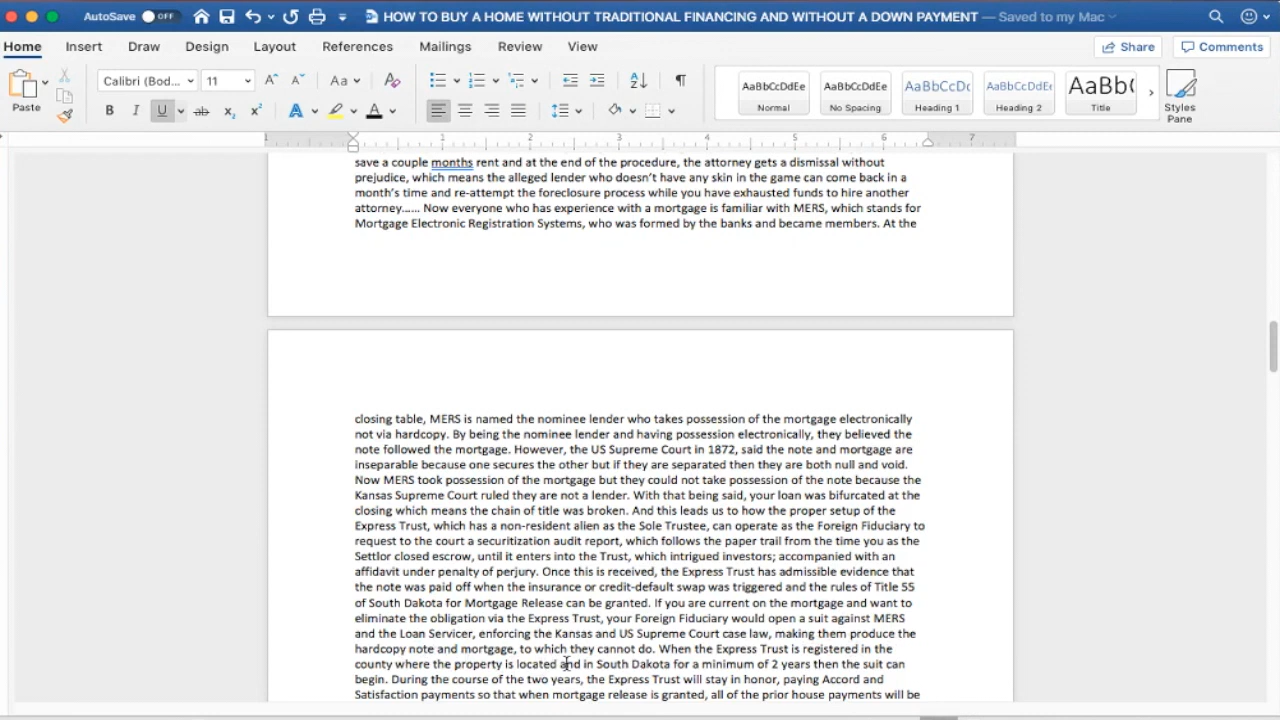 AutoSave OFF HOW TO BUY A HOME WITHOUT TRADITIONAL FINANCING AND WITHOUT A DOWN PAYMENT — Saved to my Mac
Home Insert Draw Design Layout References Mailings Review View Share Comments
Paste Calibri (Bod... 11 Aa
AaBbCcDdEe AaBbCcDdEe AaBbCcDc AaBbCcDdEe AaBb(
Normal No Spacing Heading 1 Heading 2 Title Styles Pane
1 1 2 3 4 5 6 7
save a couple months rent and at the end of the procedure, the attorney gets a dismissal without
prejudice, which means the alleged lender who doesn't have any skin in the game can come back in a
month's time and re-attempt the foreclosure process while you have exhausted funds to hire another
attorney...... Now everyone who has experience with a mortgage is familiar with MERS, which stands for
Mortgage Electronic Registration Systems, who was formed by the banks and became members. At the
closing table, MERS is named the nominee lender who takes possession of the mortgage electronically
not via hardcopy. By being the nominee lender and having possession electronically, they believed the
note followed the mortgage. However, the US Supreme Court in 1872, said the note and mortgage are
inseparable because one secures the other but if they are separated then they are both null and void.
Now MERS took possession of the mortgage but they could not take possession of the note because the
Kansas Supreme Court ruled they are not a lender. With that being said, your loan was bifurcated at the
closing which means the chain of title was broken. And this leads us to how the proper setup of the
Express Trust, which has a non-resident alien as the Sole Trustee, can operate as the Foreign Fiduciary to
request to the court a securitization audit report, which follows the paper trail from the time you as the
Settlor closed escrow, until it enters into the Trust, which intrigued investors; accompanied with an
affidavit under penalty of perjury. Once this is received, the Express Trust has admissible evidence that
the note was paid off when the insurance or credit-default swap was triggered and the rules of Title 55
of South Dakota for Mortgage Release can be granted. If you are current on the mortgage and want to
eliminate the obligation via the Express Trust, your Foreign Fiduciary would open a suit against MERS
and the Loan Servicer, enforcing the Kansas and US Supreme Court case law, making them produce the
hardcopy note and mortgage, to which they cannot do. When the Express Trust is registered in the
county where the property is located and in South Dakota for a minimum of 2 years then the suit can
begin. During the course of the two years, the Express Trust will stay in honor, paying Accord and
Satisfaction payments so that when mortgage release is granted, all of the prior house payments will be